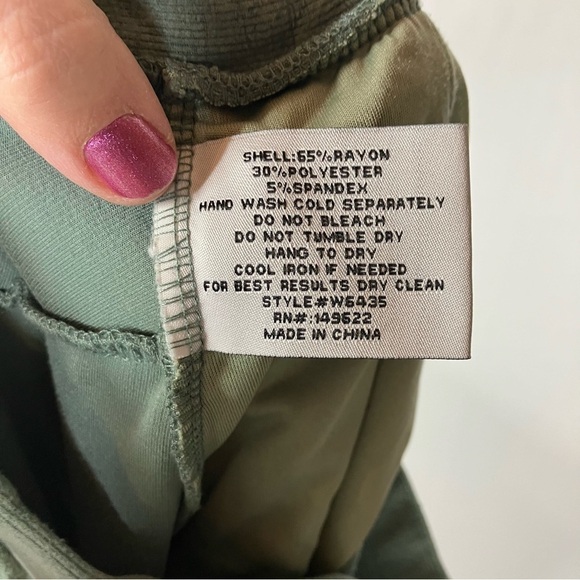 SHELL:65%RAYON
30%POLYESTER
5%SPANDEX
HAND WASH COLD SEPARATELY
DO NOT BLEACH
DO NOT TUMBLE DRY
HANG TO DRY
COOL IRON IF NEEDED
FOR BEST RESULTS DRY CLEAN
STYLE#W6435
RN#:149622
MADE IN CHINA